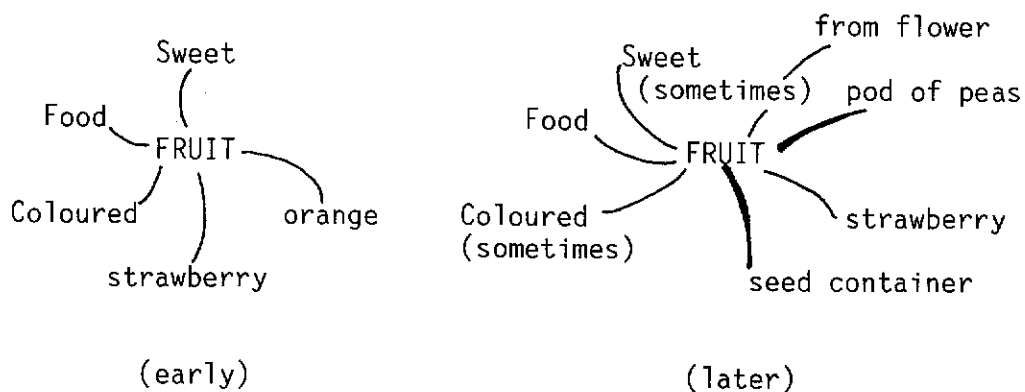 Sweet
Food
FRUIT
Coloured
orange
strawberry
(early)
from flower
Sweet
(sometimes)
pod of peas
Food
FRUIT
Coloured
(sometimes)
strawberry
seed container
(later)